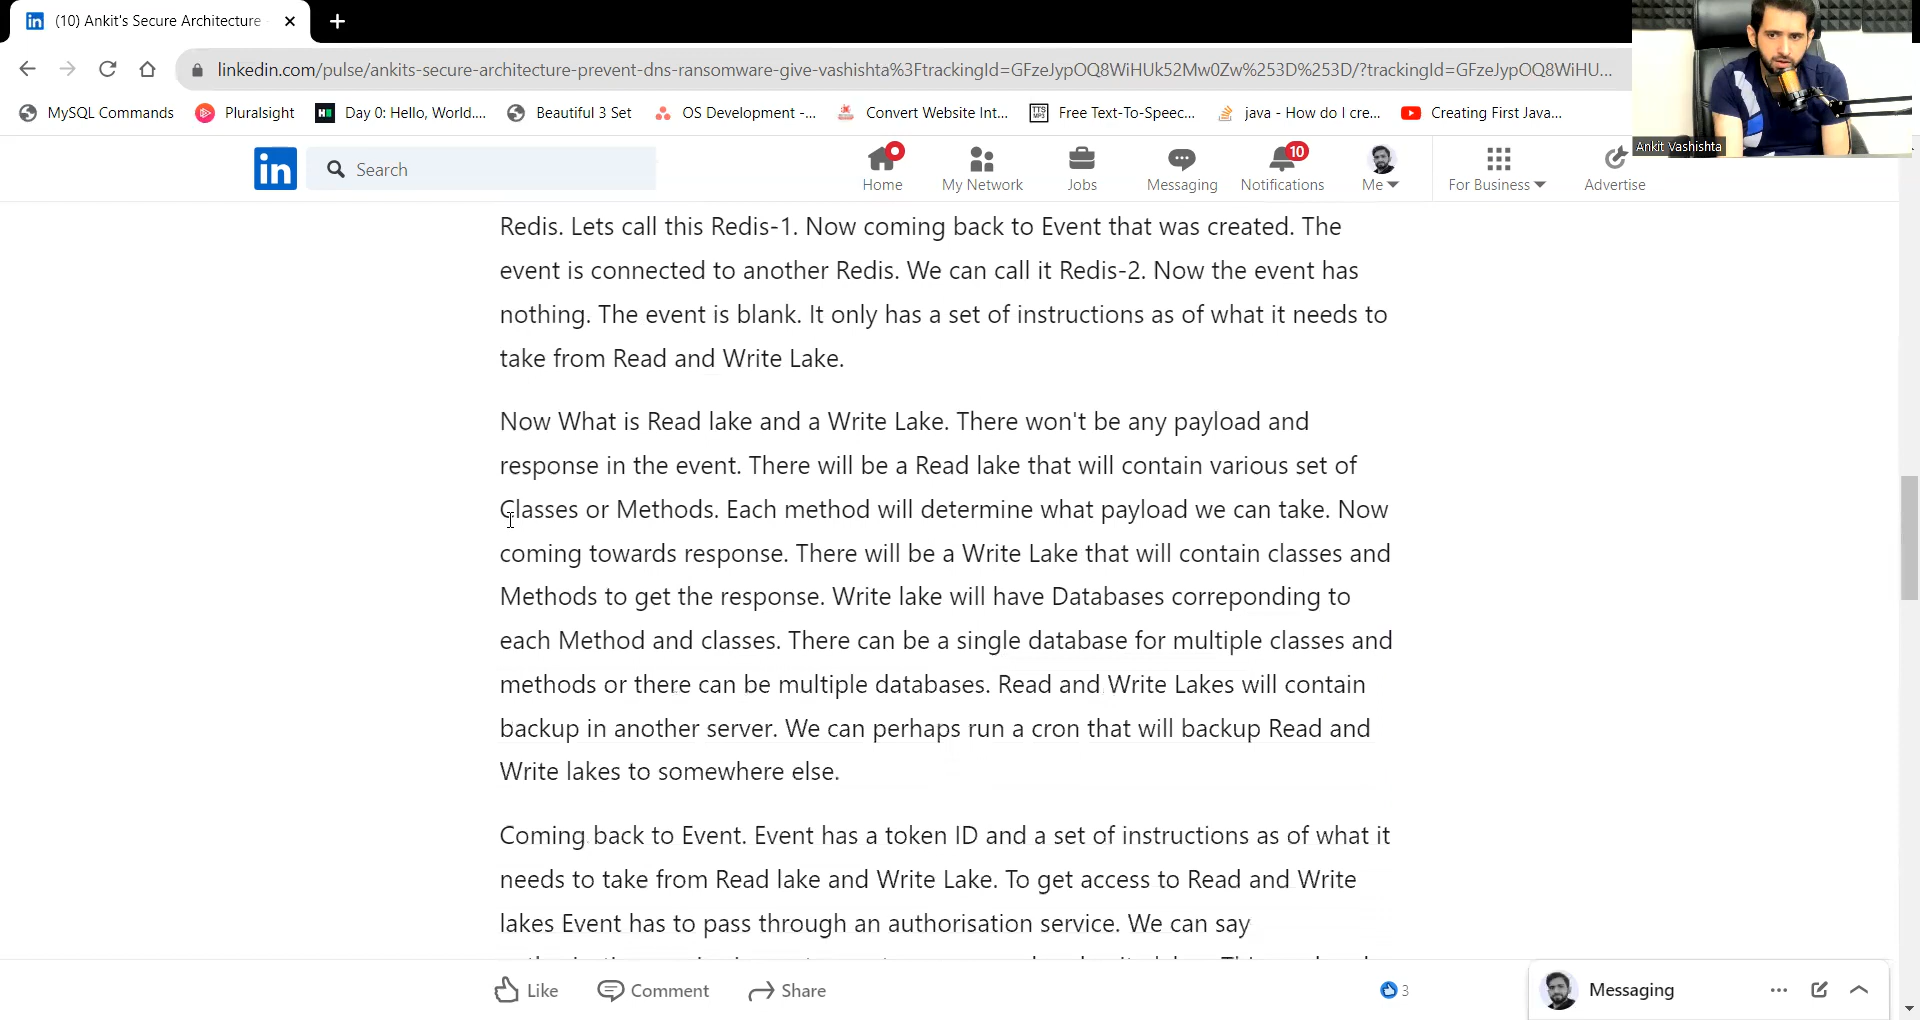 (10) Ankit's Secure Architecture
linkedin.com/pulse/ankits-secure-architecture-prevent-dns-ransomware-give-vashishta%3FtrackingId=GFzeJypOQ8WiHUk52Mw0Zw%253D%253D/?trackingId=GFzeJypOQ8WiHU...
MySQL Commands
Pluralsight
Day 0: Hello, World....
Beautiful 3 Set
OS Development -...
Convert Website Int...
Free Text-To-Speec...
java - How do I cre...
Creating First Java...
Ankit Vashishta
in
Search
Home
My Network
Jobs
Messaging
10
Notifications
Me
For Business
Advertise
Redis. Lets call this Redis-1. Now coming back to Event that was created. The
event is connected to another Redis. We can call it Redis-2. Now the event has
nothing. The event is blank. It only has a set of instructions as of what it needs to
take from Read and Write Lake.
Now What is Read lake and a Write Lake. There won't be any payload and
response in the event. There will be a Read lake that will contain various set of
Classes or Methods. Each method will determine what payload we can take. Now
coming towards response. There will be a Write Lake that will contain classes and
Methods to get the response. Write lake will have Databases correponding to
each Method and classes. There can be a single database for multiple classes and
methods or there can be multiple databases. Read and Write Lakes will contain
backup in another server. We can perhaps run a cron that will backup Read and
Write lakes to somewhere else.
Coming back to Event. Event has a token ID and a set of instructions as of what it
needs to take from Read lake and Write Lake. To get access to Read and Write
lakes Event has to pass through an authorisation service. We can say
Like
Comment
Share
3
Messaging